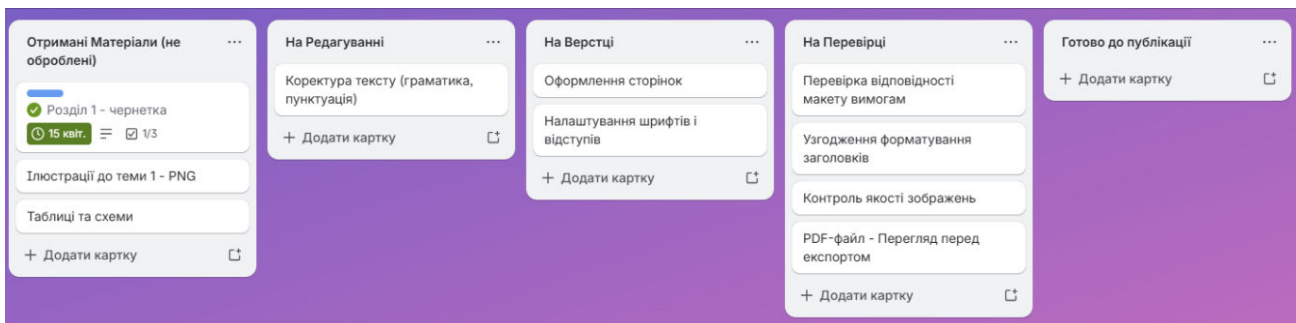 Отримані Матеріали (не
оброблені)
Розділ 1 - чернетка
15 квіт.
1/3
Ілюстрації до теми 1 - PNG
Таблиці та схеми
+ Додати картку
На Редагуванні
Коректура тексту (граматика,
пунктуація)
+ Додати картку
На Верстці
Оформлення сторінок
Налаштування шрифтів і
відступів
+ Додати картку
На Перевірці
Перевірка відповідності
макету вимогам
Узгодження форматування
заголовків
Контроль якості зображень
PDF-файл - Перегляд перед
експортом
+ Додати картку
Готово до публікації
+ Додати картку